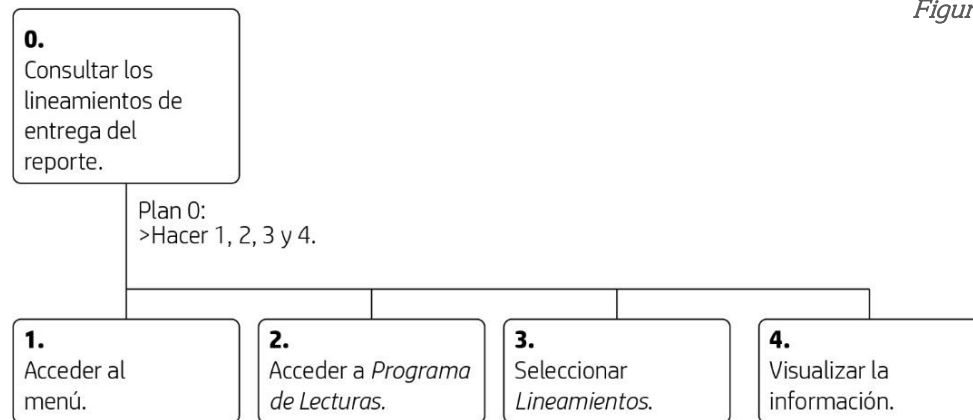 Figur
0.
Consultar los
lineamientos de
entrega del
reporte.
Plan 0:
>Hacer 1, 2, 3 y 4.
1.
Acceder al
menú.
2.
Acceder a Programa
de Lecturas.
3.
Seleccionar
Lineamientos.
4.
Visualizar la
información.